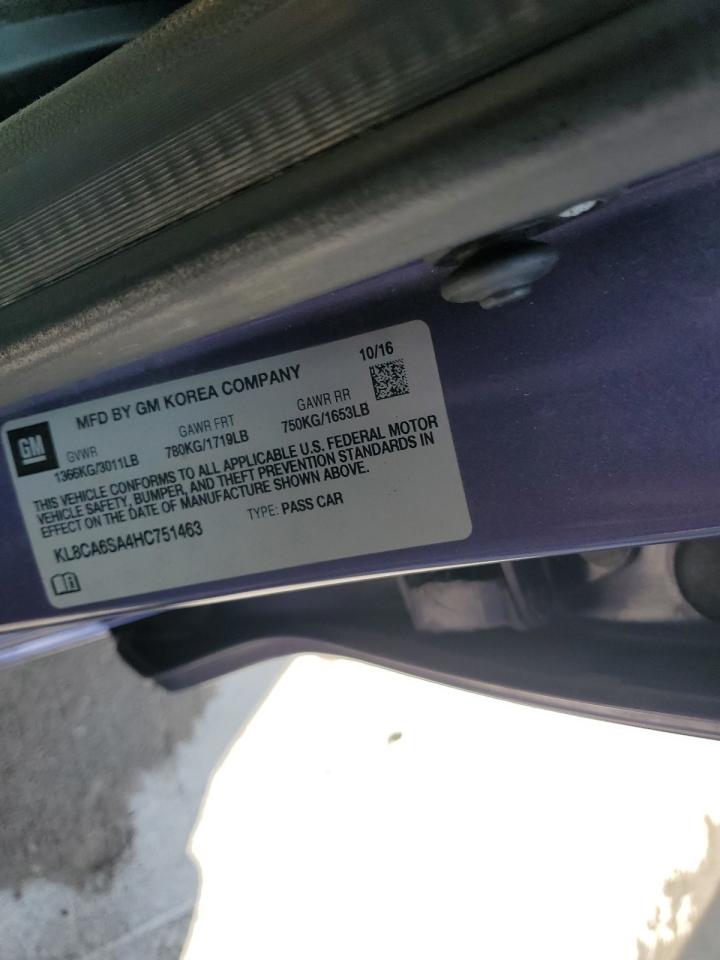 10/16
MFD BY GM KOREA COMPANY
GM
GVWR GAWR FRT GAWR RR
1366KG/3011LB 780KG/1719LB 750KG/1653LB
THIS VEHICLE CONFORMS TO ALL APPLICABLE U.S. FEDERAL MOTOR
VEHICLE SAFETY, BUMPER, AND THEFT PREVENTION STANDARDS IN
EFFECT ON THE DATE OF MANUFACTURE SHOWN ABOVE.
KL8CA6SA4HC751463 TYPE: PASS CAR